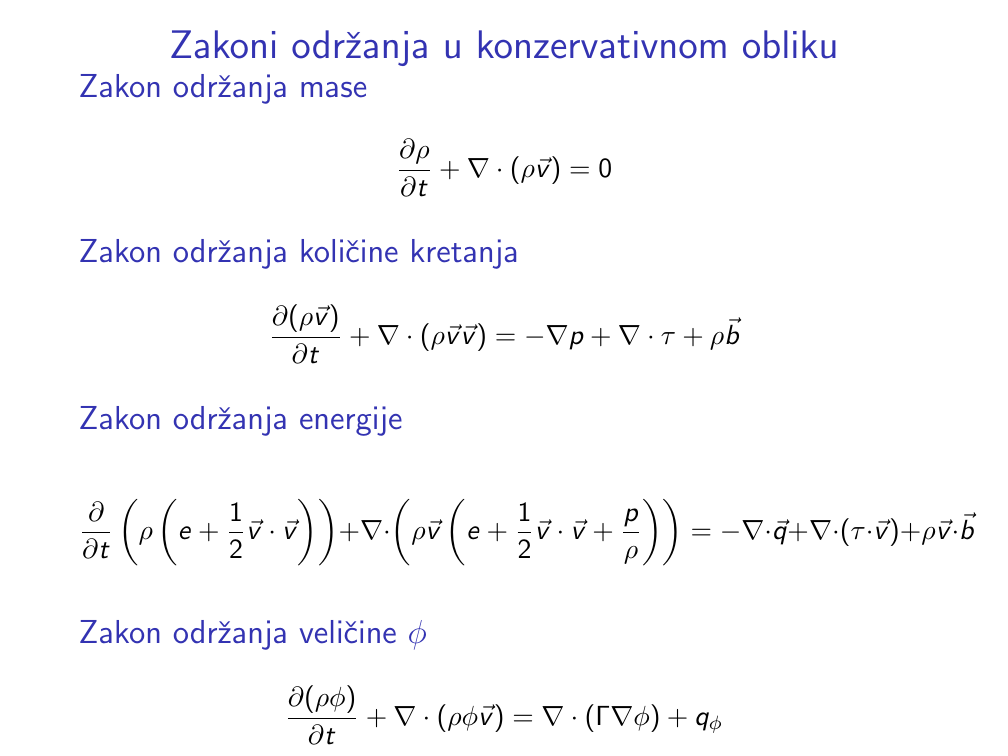 Zakoni održanja u konzervativnom obliku
Zakon održanja mase
$$\frac{\partial \rho}{\partial t} + \nabla \cdot (\rho \vec{v}) = 0$$
Zakon održanja količine kretanja
$$\frac{\partial (\rho \vec{v})}{\partial t} + \nabla \cdot (\rho \vec{v} \vec{v}) = -\nabla p + \nabla \cdot \tau + \rho \vec{b}$$
Zakon održanja energije
$$\frac{\partial}{\partial t} \left( \rho \left( e + \frac{1}{2} \vec{v} \cdot \vec{v} \right) \right) + \nabla \cdot \left( \rho \vec{v} \left( e + \frac{1}{2} \vec{v} \cdot \vec{v} + \frac{p}{\rho} \right) \right) = -\nabla \cdot \vec{q} + \nabla \cdot (\tau \cdot \vec{v}) + \rho \vec{v} \cdot \vec{b}$$
Zakon održanja veličine $\phi$
$$\frac{\partial (\rho \phi)}{\partial t} + \nabla \cdot (\rho \phi \vec{v}) = \nabla \cdot (\Gamma \nabla \phi) + q_{\phi}$$